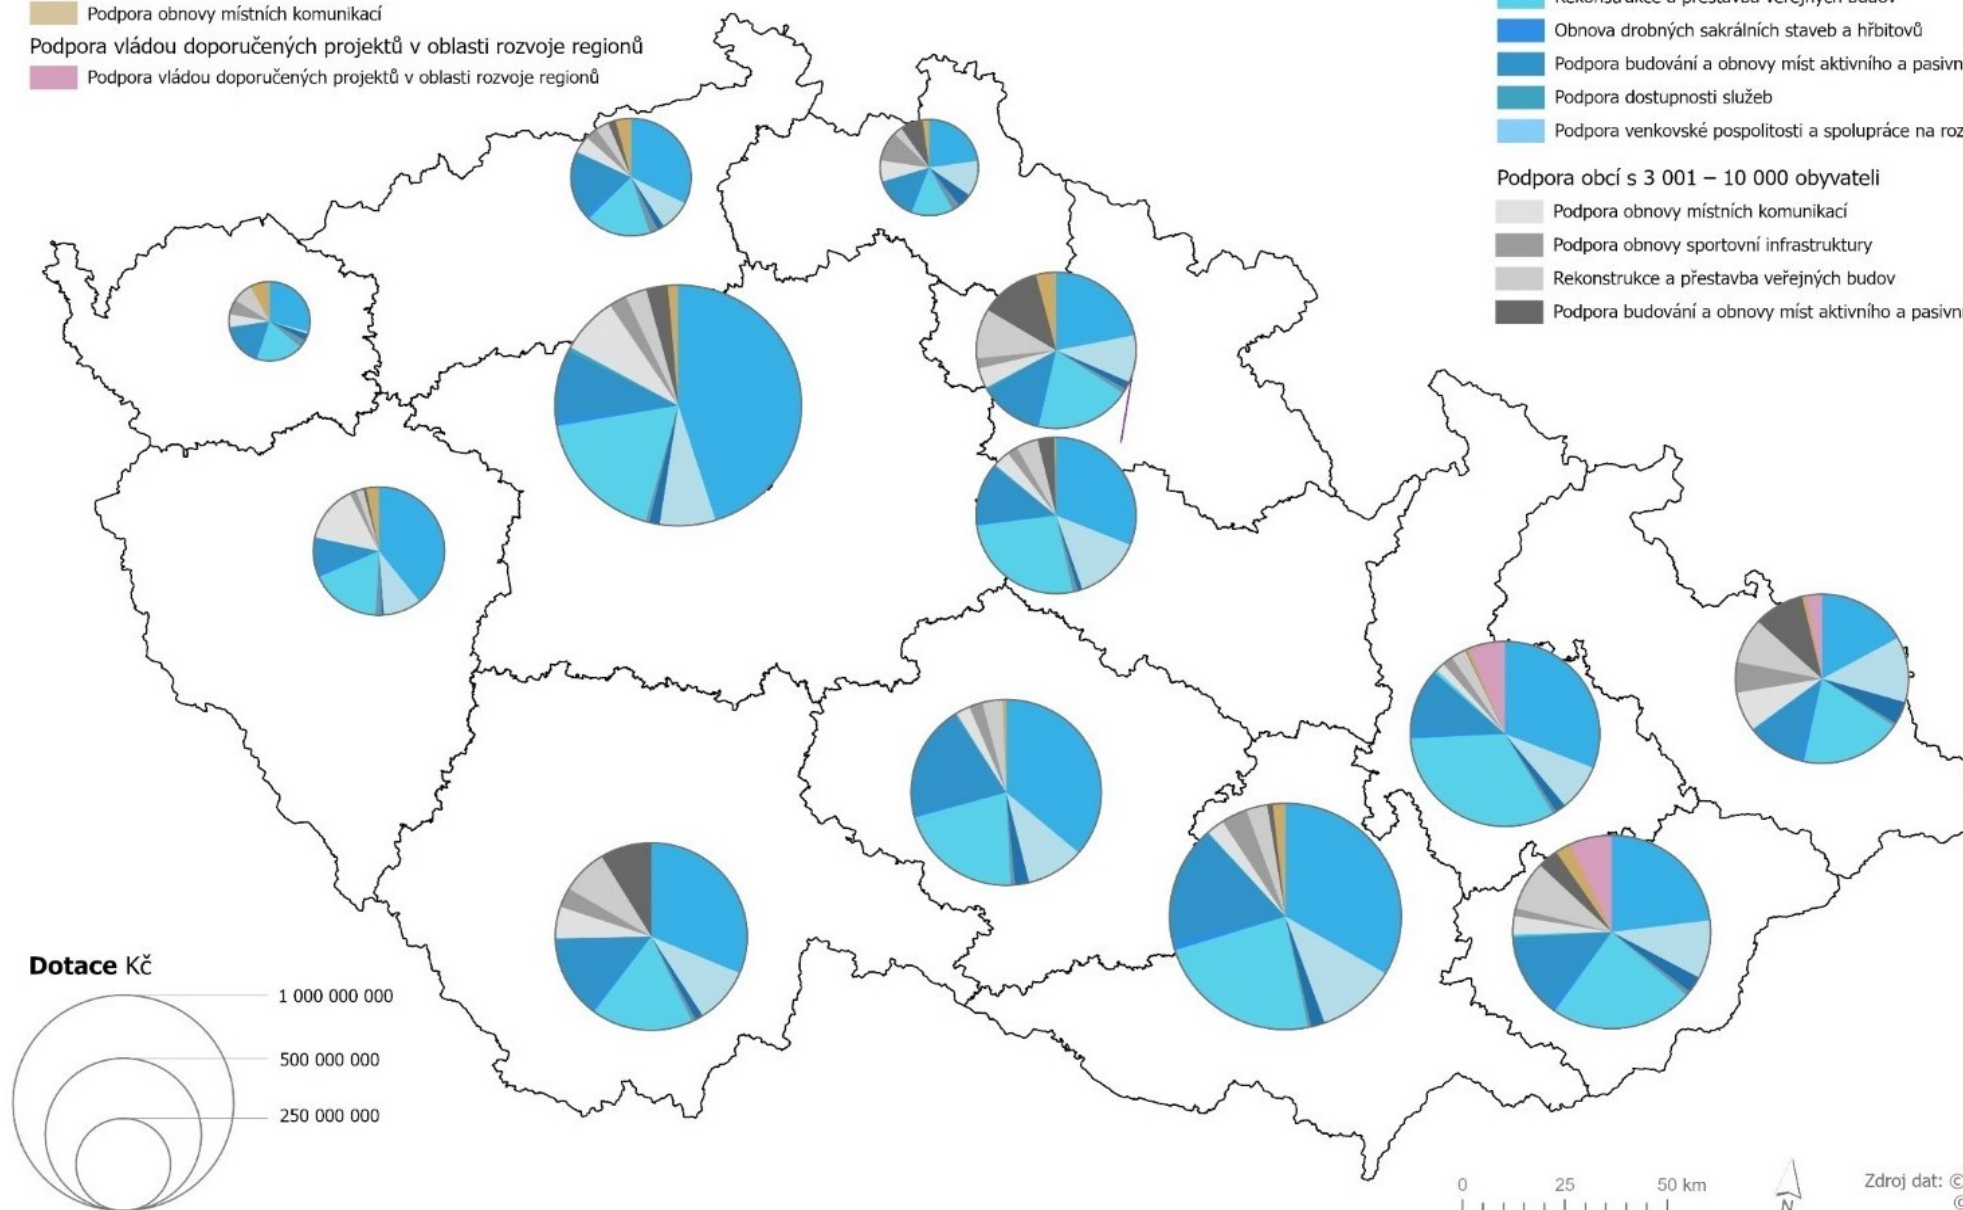 Podpora obnovy místních komunikací
Podpora vládou doporučených projektů v oblasti rozvoje regionů
Podpora vládou doporučených projektů v oblasti rozvoje regionů
Rekonstrukce a přestavba veřejných budov
Obnova drobných sakrálních staveb a hřbitovů
Podpora budování a obnovy míst aktivního a pasivn
Podpora dostupnosti služeb
Podpora venkovské pospolitosti a spolupráce na roz
Podpora obcí s 3 001 – 10 000 obyvateli
Podpora obnovy místních komunikací
Podpora obnovy sportovní infrastruktury
Rekonstrukce a přestavba veřejných budov
Podpora budování a obnovy míst aktivního a pasivn
Dotace Kč
1 000 000 000
500 000 000
250 000 000
0 25 50 km
N
Zdroj dat: ©
©